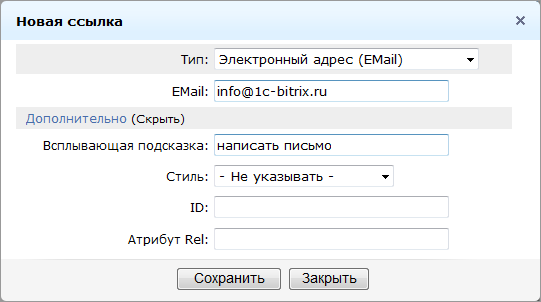 Новая ссылка
Тип: Электронный адрес (EMail)
EMail: info@1c-bitrix.ru
Дополнительно (Скрыть)
Всплывающая подсказка: написать письмо
Стиль: - Не указывать -
ID:
Атрибут Rel:
Сохранить Закрыть